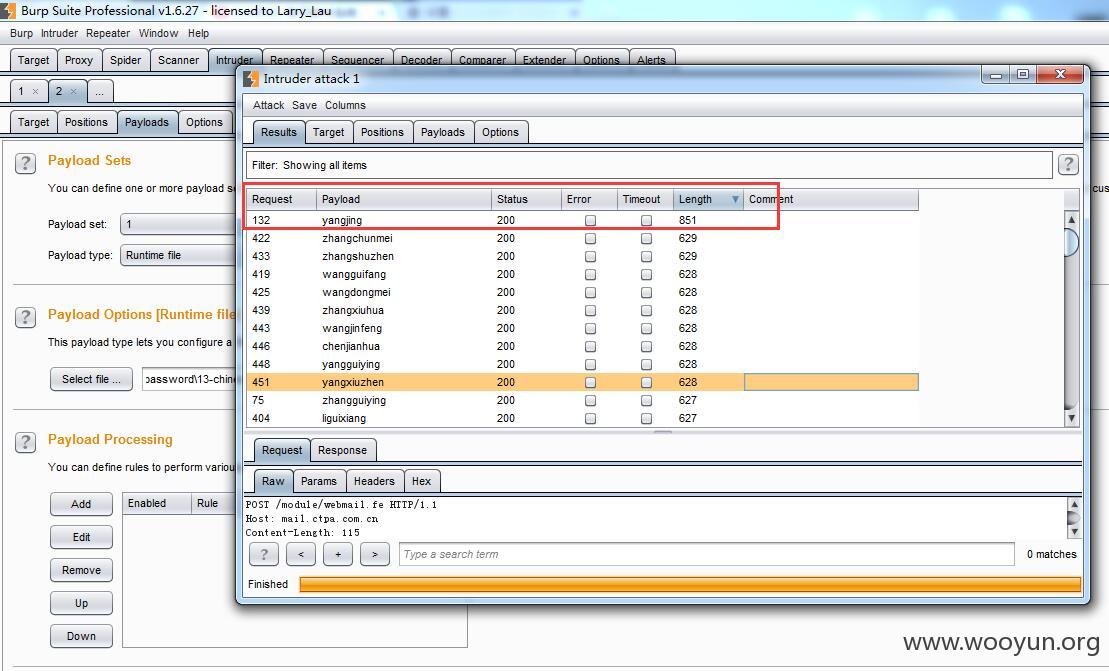 Burp Suite Professional v1.6.27 - licensed to Larry_Lau
Burp Intruder Repeater Window Help
Target Proxy Spider Scanner Intruder Repeater Sequencer Decoder Comparer Extender Options Alerts
1 × 2 × ...
Target Positions Payloads Options
? Payload Sets
You can define one or more payload
Payload set: 1
Payload type: Runtime file
? Payload Options [Runtime file
This payload type lets you configure a
Select file ... password\13-chine
? Payload Processing
You can define rules to perform
Add Enabled Rule
Edit
Remove
Up
Down
Intruder attack 1
Attack Save Columns
Results Target Positions Payloads Options
Filter: Showing all items ?
Request Payload Status Error Timeout Length Comment
132 yangjing 200 851
422 zhangchunmei 200 629
433 zhangshuzhen 200 629
419 wangguifang 200 628
425 wangdongmei 200 628
439 zhangxiuhua 200 628
443 wangjinfeng 200 628
446 chenjianhua 200 628
448 yangguiying 200 628
451 yangxiuzhen 200 628
75 zhangguiying 200 627
404 liguixiang 200 627
Request Response
Raw Params Headers Hex
POST /module/webmail.fe HTTP/1.1
Host: mail.ctpa.com.cn
Content-Length: 115
? < + > Type a search term 0 matches
Finished
www.wooyun.org